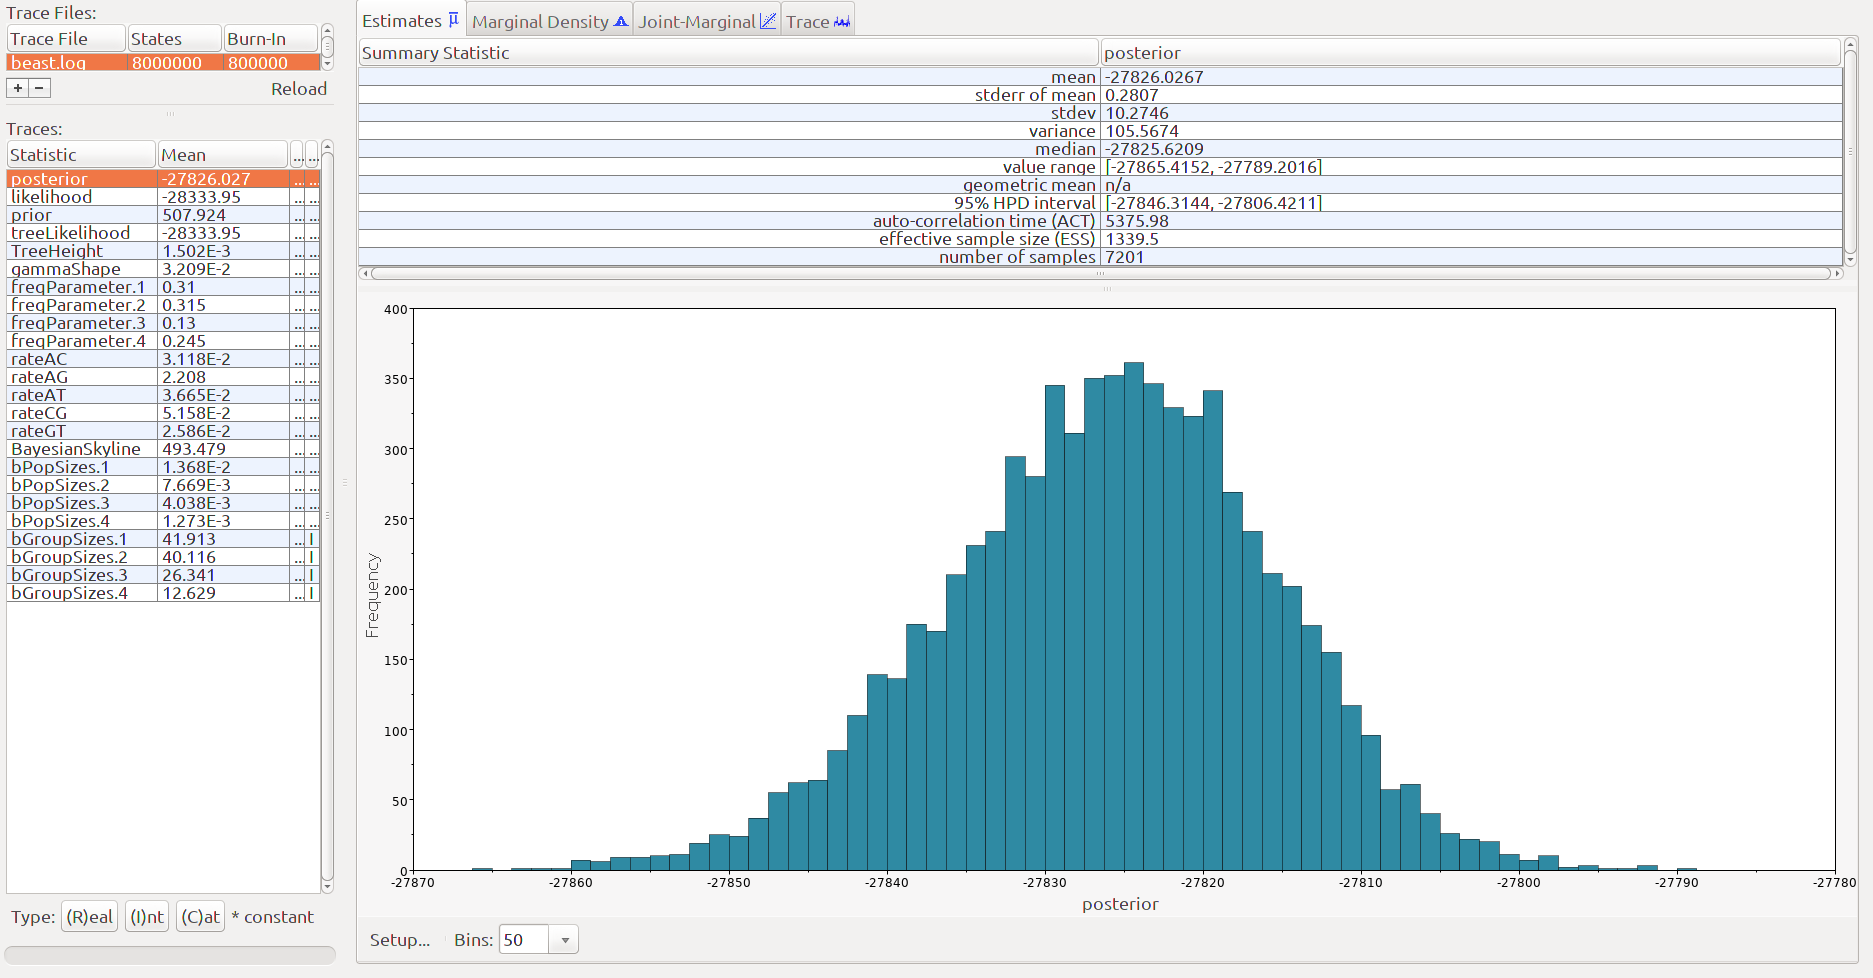 Trace Files:
Trace File States Burn-In
beast.log 8000000 800000
+ − Reload
Traces:
Statistic Mean ... ...
posterior -27826.027 ... ...
likelihood -28333.95 ... ...
prior 507.924 ... ...
treeLikelihood -28333.95 ... ...
TreeHeight 1.502E-3 ... ...
gammaShape 3.209E-2 ... ...
freqParameter.1 0.31 ... ...
freqParameter.2 0.315 ... ...
freqParameter.3 0.13 ... ...
freqParameter.4 0.245 ... ...
rateAC 3.118E-2 ... ...
rateAG 2.208 ... ...
rateAT 3.665E-2 ... ...
rateCG 5.158E-2 ... ...
rateGT 2.586E-2 ... ...
BayesianSkyline 493.479 ... ...
bPopSizes.1 1.368E-2 ... ...
bPopSizes.2 7.669E-3 ... ...
bPopSizes.3 4.038E-3 ... ...
bPopSizes.4 1.273E-3 ... ...
bGroupSizes.1 41.913 ... I
bGroupSizes.2 40.116 ... I
bGroupSizes.3 26.341 ... I
bGroupSizes.4 12.629 ... I
Type: (R)eal (I)nt (C)at * constant
Estimates μ Marginal Density Joint-Marginal Trace
Summary Statistic posterior
mean -27826.0267
stderr of mean 0.2807
stdev 10.2746
variance 105.5674
median -27825.6209
value range [-27865.4152, -27789.2016]
geometric mean n/a
95% HPD interval [-27846.3144, -27806.4211]
auto-correlation time (ACT) 5375.98
effective sample size (ESS) 1339.5
number of samples 7201
400
350
300
250
200
150
100
50
0
Frequency
-27870 -27860 -27850 -27840 -27830 -27820 -27810 -27800 -27790 -27780
posterior
Setup... Bins: 50